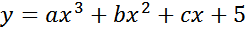 y = ax³ + bx² + cx + 5